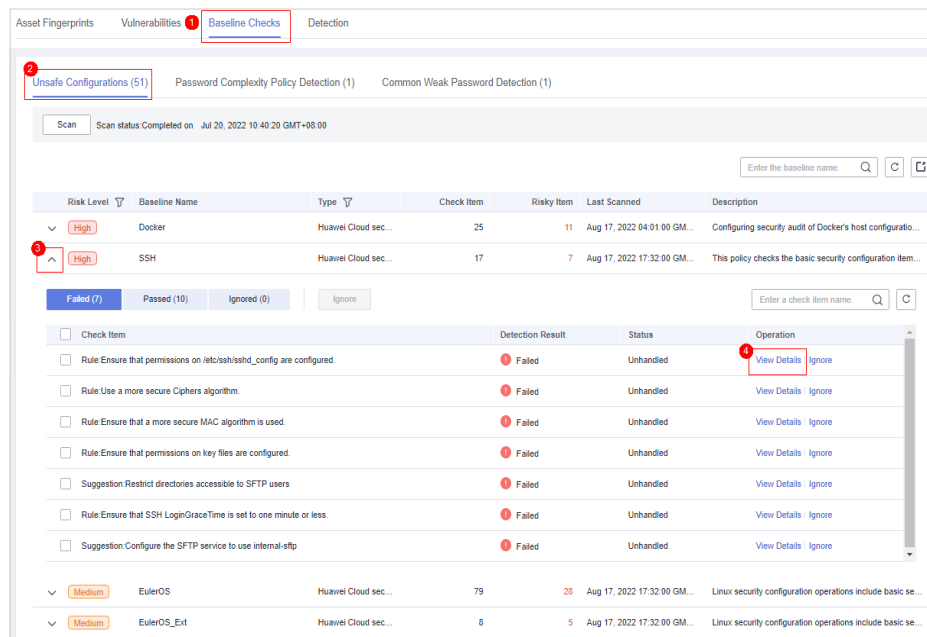 Asset Fingerprints Vulnerabilities 1 Baseline Checks Detection
2
Unsafe Configurations (51) Password Complexity Policy Detection (1) Common Weak Password Detection (1)
Scan Scan status:Completed on Jul 20, 2022 10:40:20 GMT+08:00
Enter the baseline name.
Risk Level Baseline Name Type Check Item Risky Item Last Scanned Description
High Docker Huawei Cloud sec... 25 11 Aug 17, 2022 04:01:00 GM... Configuring security audit of Docker's host configuratio...
3
High SSH Huawei Cloud sec... 17 7 Aug 17, 2022 17:32:00 GM... This policy checks the basic security configuration item...
Failed (7) Passed (10) Ignored (0) Ignore Enter a check item name.
Check Item Detection Result Status Operation
4
Rule:Ensure that permissions on /etc/ssh/sshd_config are configured. Failed Unhandled View Details Ignore
Rule:Use a more secure Ciphers algorithm. Failed Unhandled View Details Ignore
Rule:Ensure that a more secure MAC algorithm is used. Failed Unhandled View Details Ignore
Rule:Ensure that permissions on key files are configured. Failed Unhandled View Details Ignore
Suggestion:Restrict directories accessible to SFTP users Failed Unhandled View Details Ignore
Rule:Ensure that SSH LoginGraceTime is set to one minute or less. Failed Unhandled View Details Ignore
Suggestion:Configure the SFTP service to use internal-sftp Failed Unhandled View Details Ignore
Medium EulerOS Huawei Cloud sec... 79 28 Aug 17, 2022 17:32:00 GM... Linux security configuration operations include basic se...
Medium EulerOS_Ext Huawei Cloud sec... 8 5 Aug 17, 2022 17:32:00 GM... Linux security configuration operations include basic se...